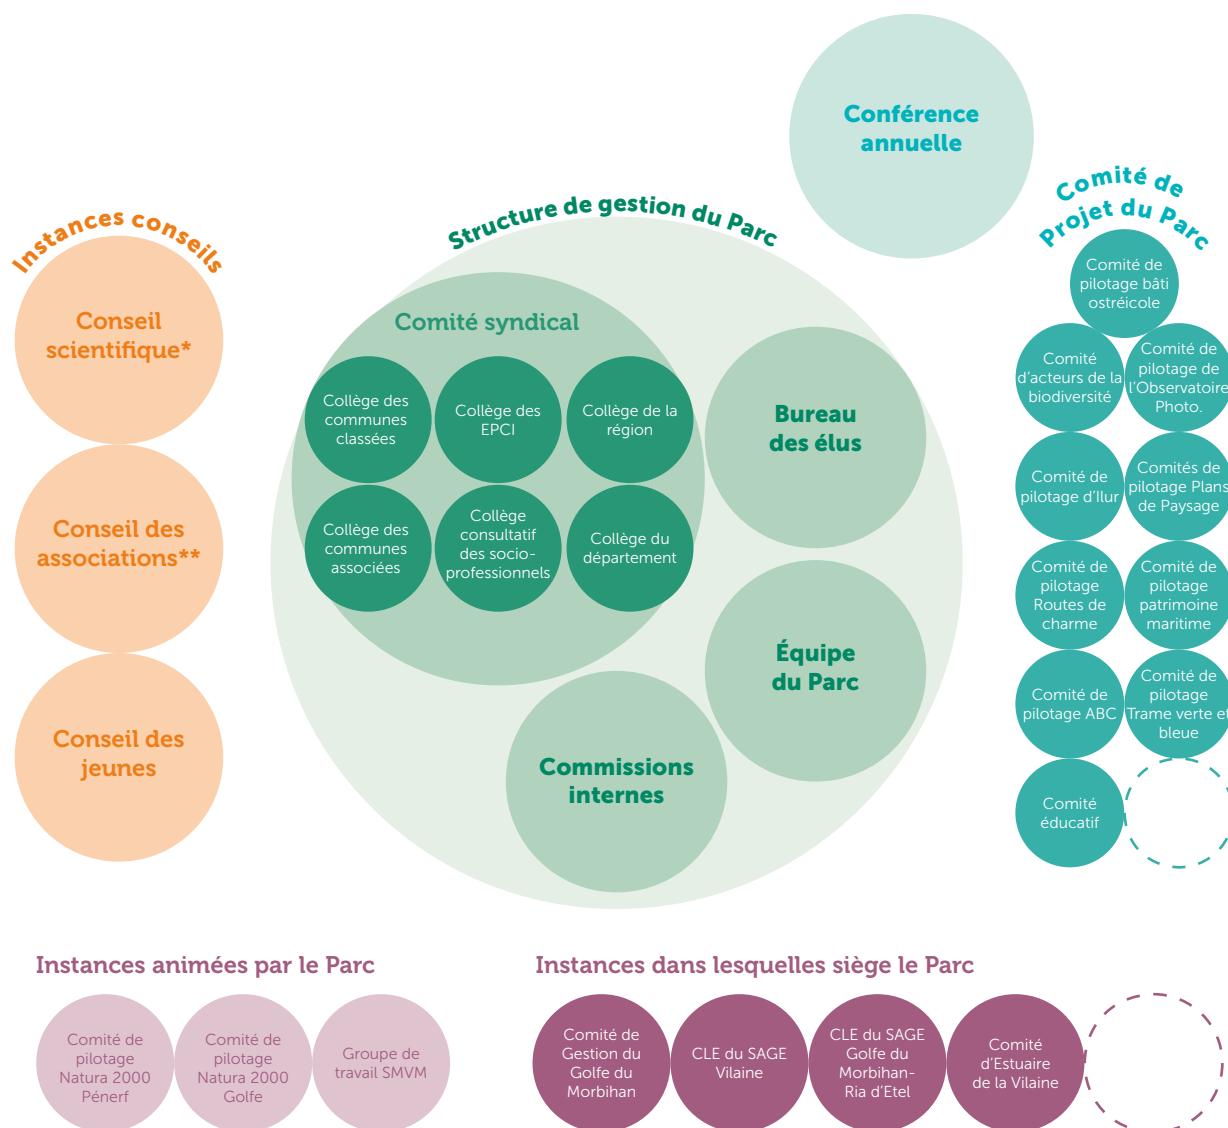 Conférence
annuelle
Instances conseils
Conseil
scientifique*
Conseil des
associations**
Conseil des
jeunes
Structure de gestion du Parc
Comité syndical
Collège des
communes
classées
Collège des
EPCI
Collège de la
région
Collège des
communes
associées
Collège
consultatif
des socio-
professionnels
Collège du
département
Bureau
des élus
Équipe
du Parc
Commissions
internes
Comité de
Projet du Parc
Comité de
pilotage bâti
ostréicole
Comité
d'acteurs de la
biodiversité
Comité de
pilotage de
l'Observatoire
Photo.
Comité de
pilotage d'Ilur
Comités de
pilotage Plans
de Paysage
Comité de
pilotage
Routes de
charme
Comité de
pilotage
patrimoine
maritime
Comité de
pilotage ABC
Comité de
pilotage
Trame verte et
bleue
Comité
éducatif
Instances animées par le Parc
Comité de
pilotage
Natura 2000
Pénerf
Comité de
pilotage
Natura 2000
Golfe
Groupe de
travail SMVM
Instances dans lesquelles siège le Parc
Comité de
Gestion du
Golfe du
Morbihan
CLE du SAGE
Vilaine
CLE du SAGE
Golfe du
Morbihan-
Ria d'Etel
Comité
d'Estuaire
de la Vilaine